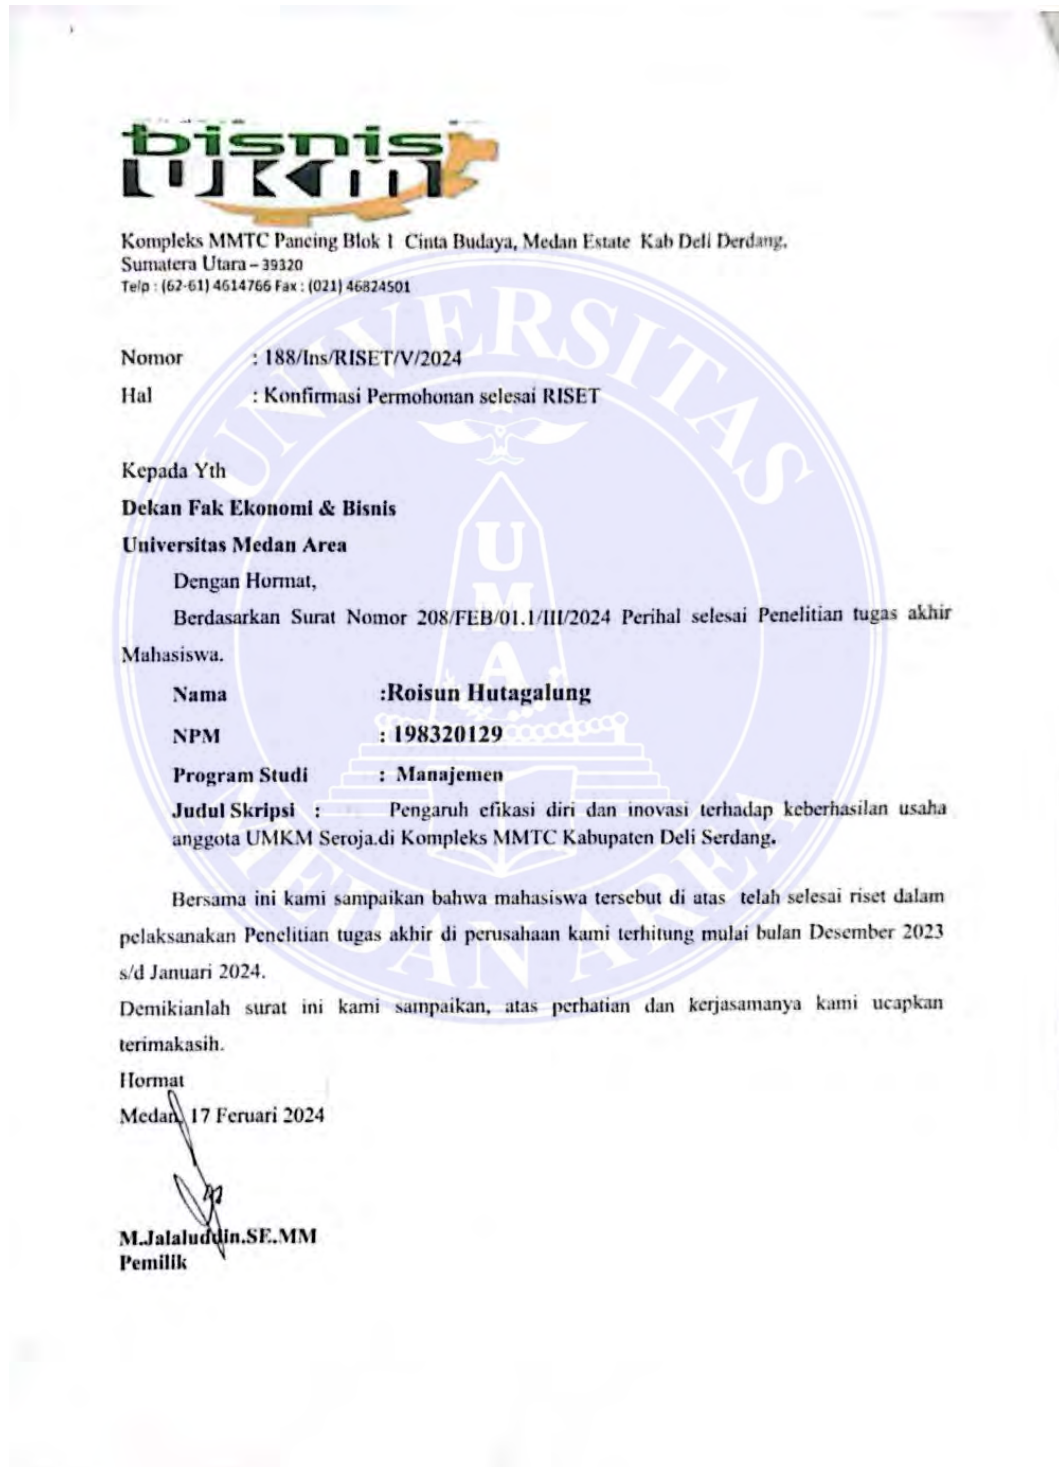 bisnis
UKM
Kompleks MMTC Pancing Blok 1 Cinta Budaya, Medan Estate Kab Deli Derdang,
Sumatera Utara – 39320
Telp : (62-61) 4614766 Fax : (021) 46824501
Nomor : 188/Ins/RISET/V/2024
Hal : Konfirmasi Permohonan selesai RISET
Kepada Yth
Dekan Fak Ekonomi & Bisnis
Universitas Medan Area
Dengan Hormat,
Berdasarkan Surat Nomor 208/FEB/01.1/III/2024 Perihal selesai Penelitian tugas akhir
Mahasiswa.
Nama :Roisun Hutagalung
NPM : 198320129
Program Studi : Manajemen
Judul Skripsi : Pengaruh efikasi diri dan inovasi terhadap keberhasilan usaha
anggota UMKM Seroja.di Kompleks MMTC Kabupaten Deli Serdang.
Bersama ini kami sampaikan bahwa mahasiswa tersebut di atas telah selesai riset dalam
pelaksanakan Penelitian tugas akhir di perusahaan kami terhitung mulai bulan Desember 2023
s/d Januari 2024.
Demikianlah surat ini kami sampaikan, atas perhatian dan kerjasamanya kami ucapkan
terimakasih.
Hormat
Medan, 17 Feruari 2024
M.Jalaluddin.SE.MM
Pemilik
UNIVERSITAS
MEDAN AREA
UMA